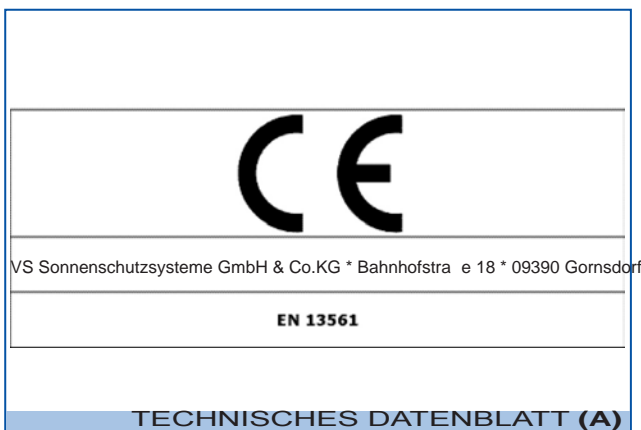 CE
VS Sonnenschutzsysteme GmbH & Co.KG * Bahnhofstra e 18 * 09390 Gornsdorf
EN 13561
TECHNISCHES DATENBLATT (A)